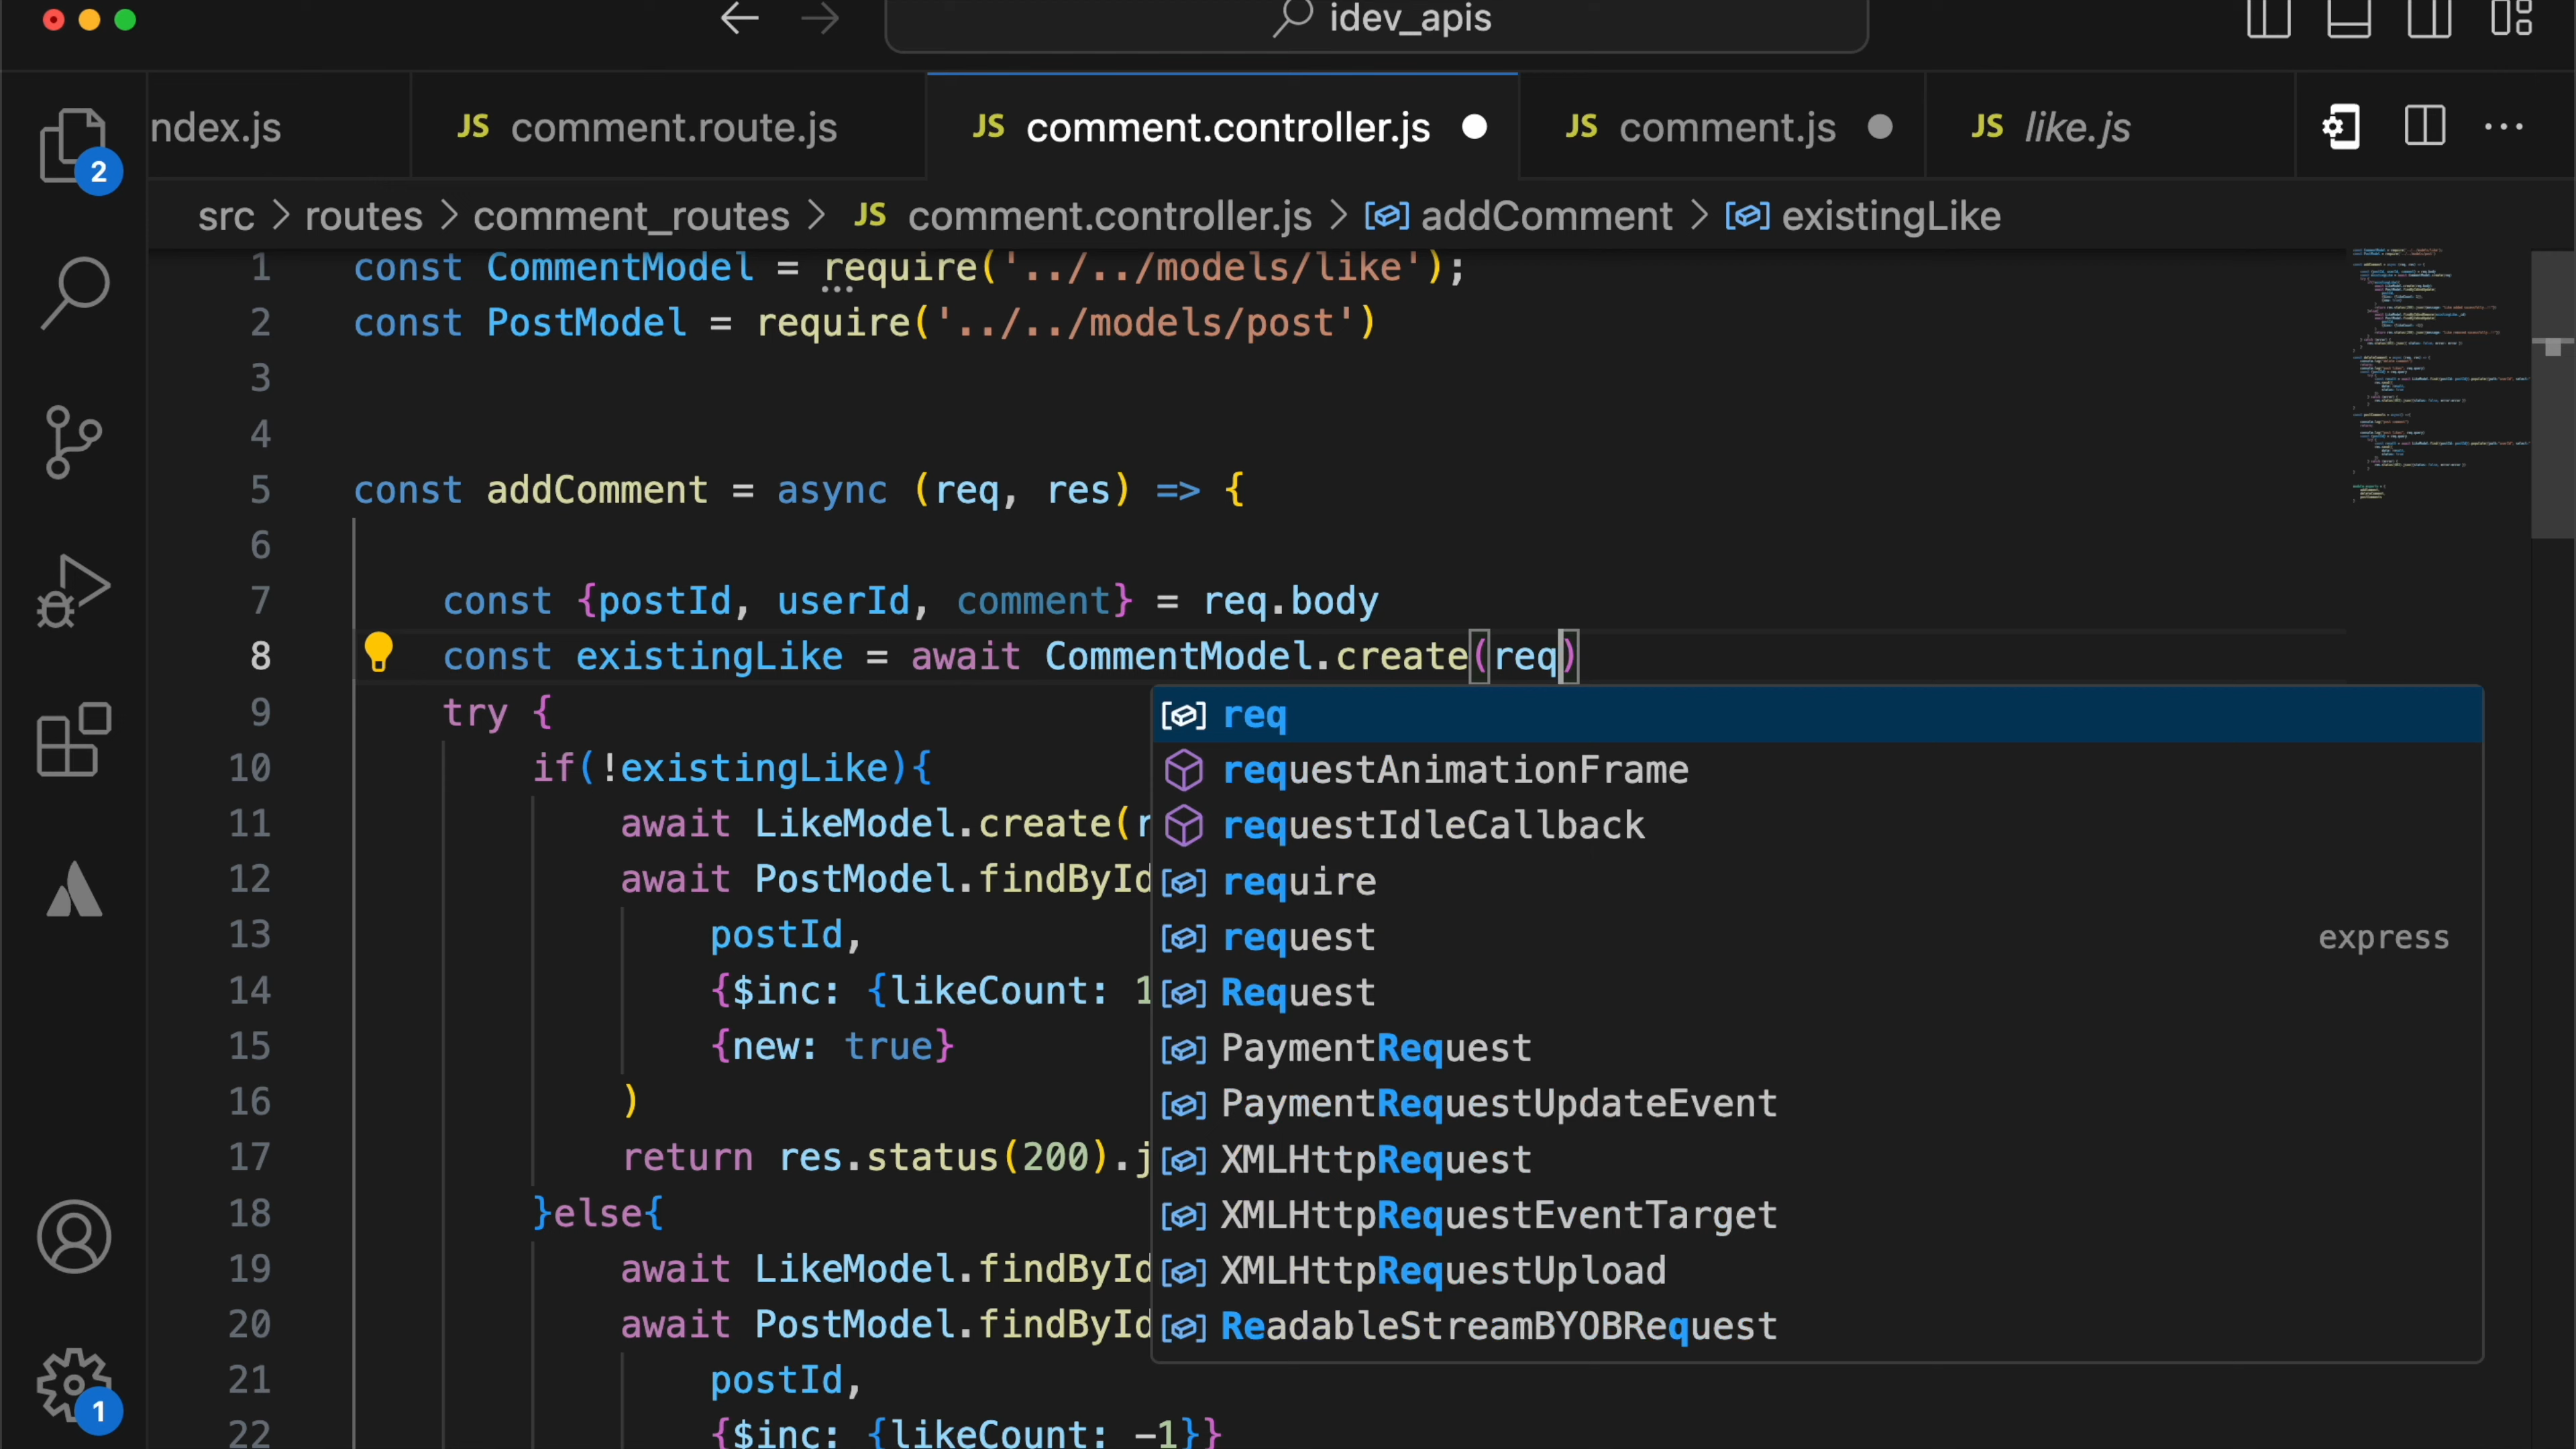 idev_apis
ndex.js
JS comment.route.js
JS comment.controller.js
JS comment.js
JS like.js
2
src > routes > comment_routes > JS comment.controller.js > addComment > existingLike
1 const CommentModel = require('../../models/like');
2 const PostModel = require('../../models/post')
3
4
5 const addComment = async (req, res) => {
6
7 const {postId, userId, comment} = req.body
8 const existingLike = await CommentModel.create(req)
9 try {
10 if(!existingLike){
11 await LikeModel.create(r
12 await PostModel.findById
13 postId,
14 {$inc: {likeCount: 1
15 {new: true}
16 )
17 return res.status(200).j
18 }else{
19 await LikeModel.findById
20 await PostModel.findById
21 postId,
22 {$inc: {likeCount: -1}}
req
requestAnimationFrame
requestIdleCallback
require
request express
Request
PaymentRequest
PaymentRequestUpdateEvent
XMLHttpRequest
XMLHttpRequestEventTarget
XMLHttpRequestUpload
ReadableStreamBYOBRequest
1